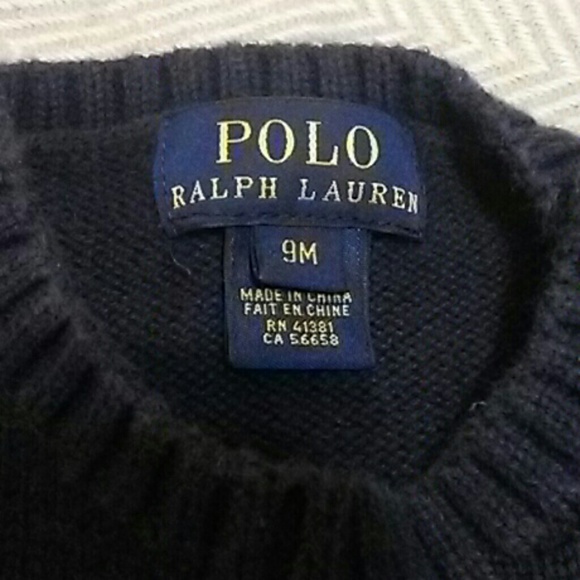 POLO
RALPH LAUREN
9M
MADE IN CHINA
FAIT EN CHINE
RN 41381
CA 56658